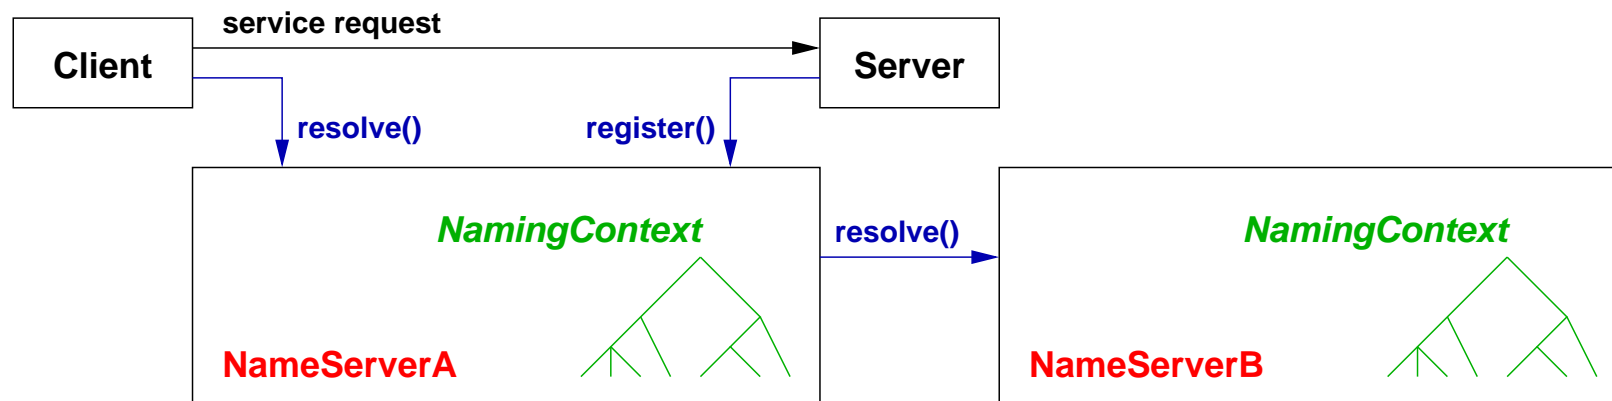 service request
Client
Server
resolve()
register()
NamingContext
resolve()
NamingContext
NameServerA
NameServerB